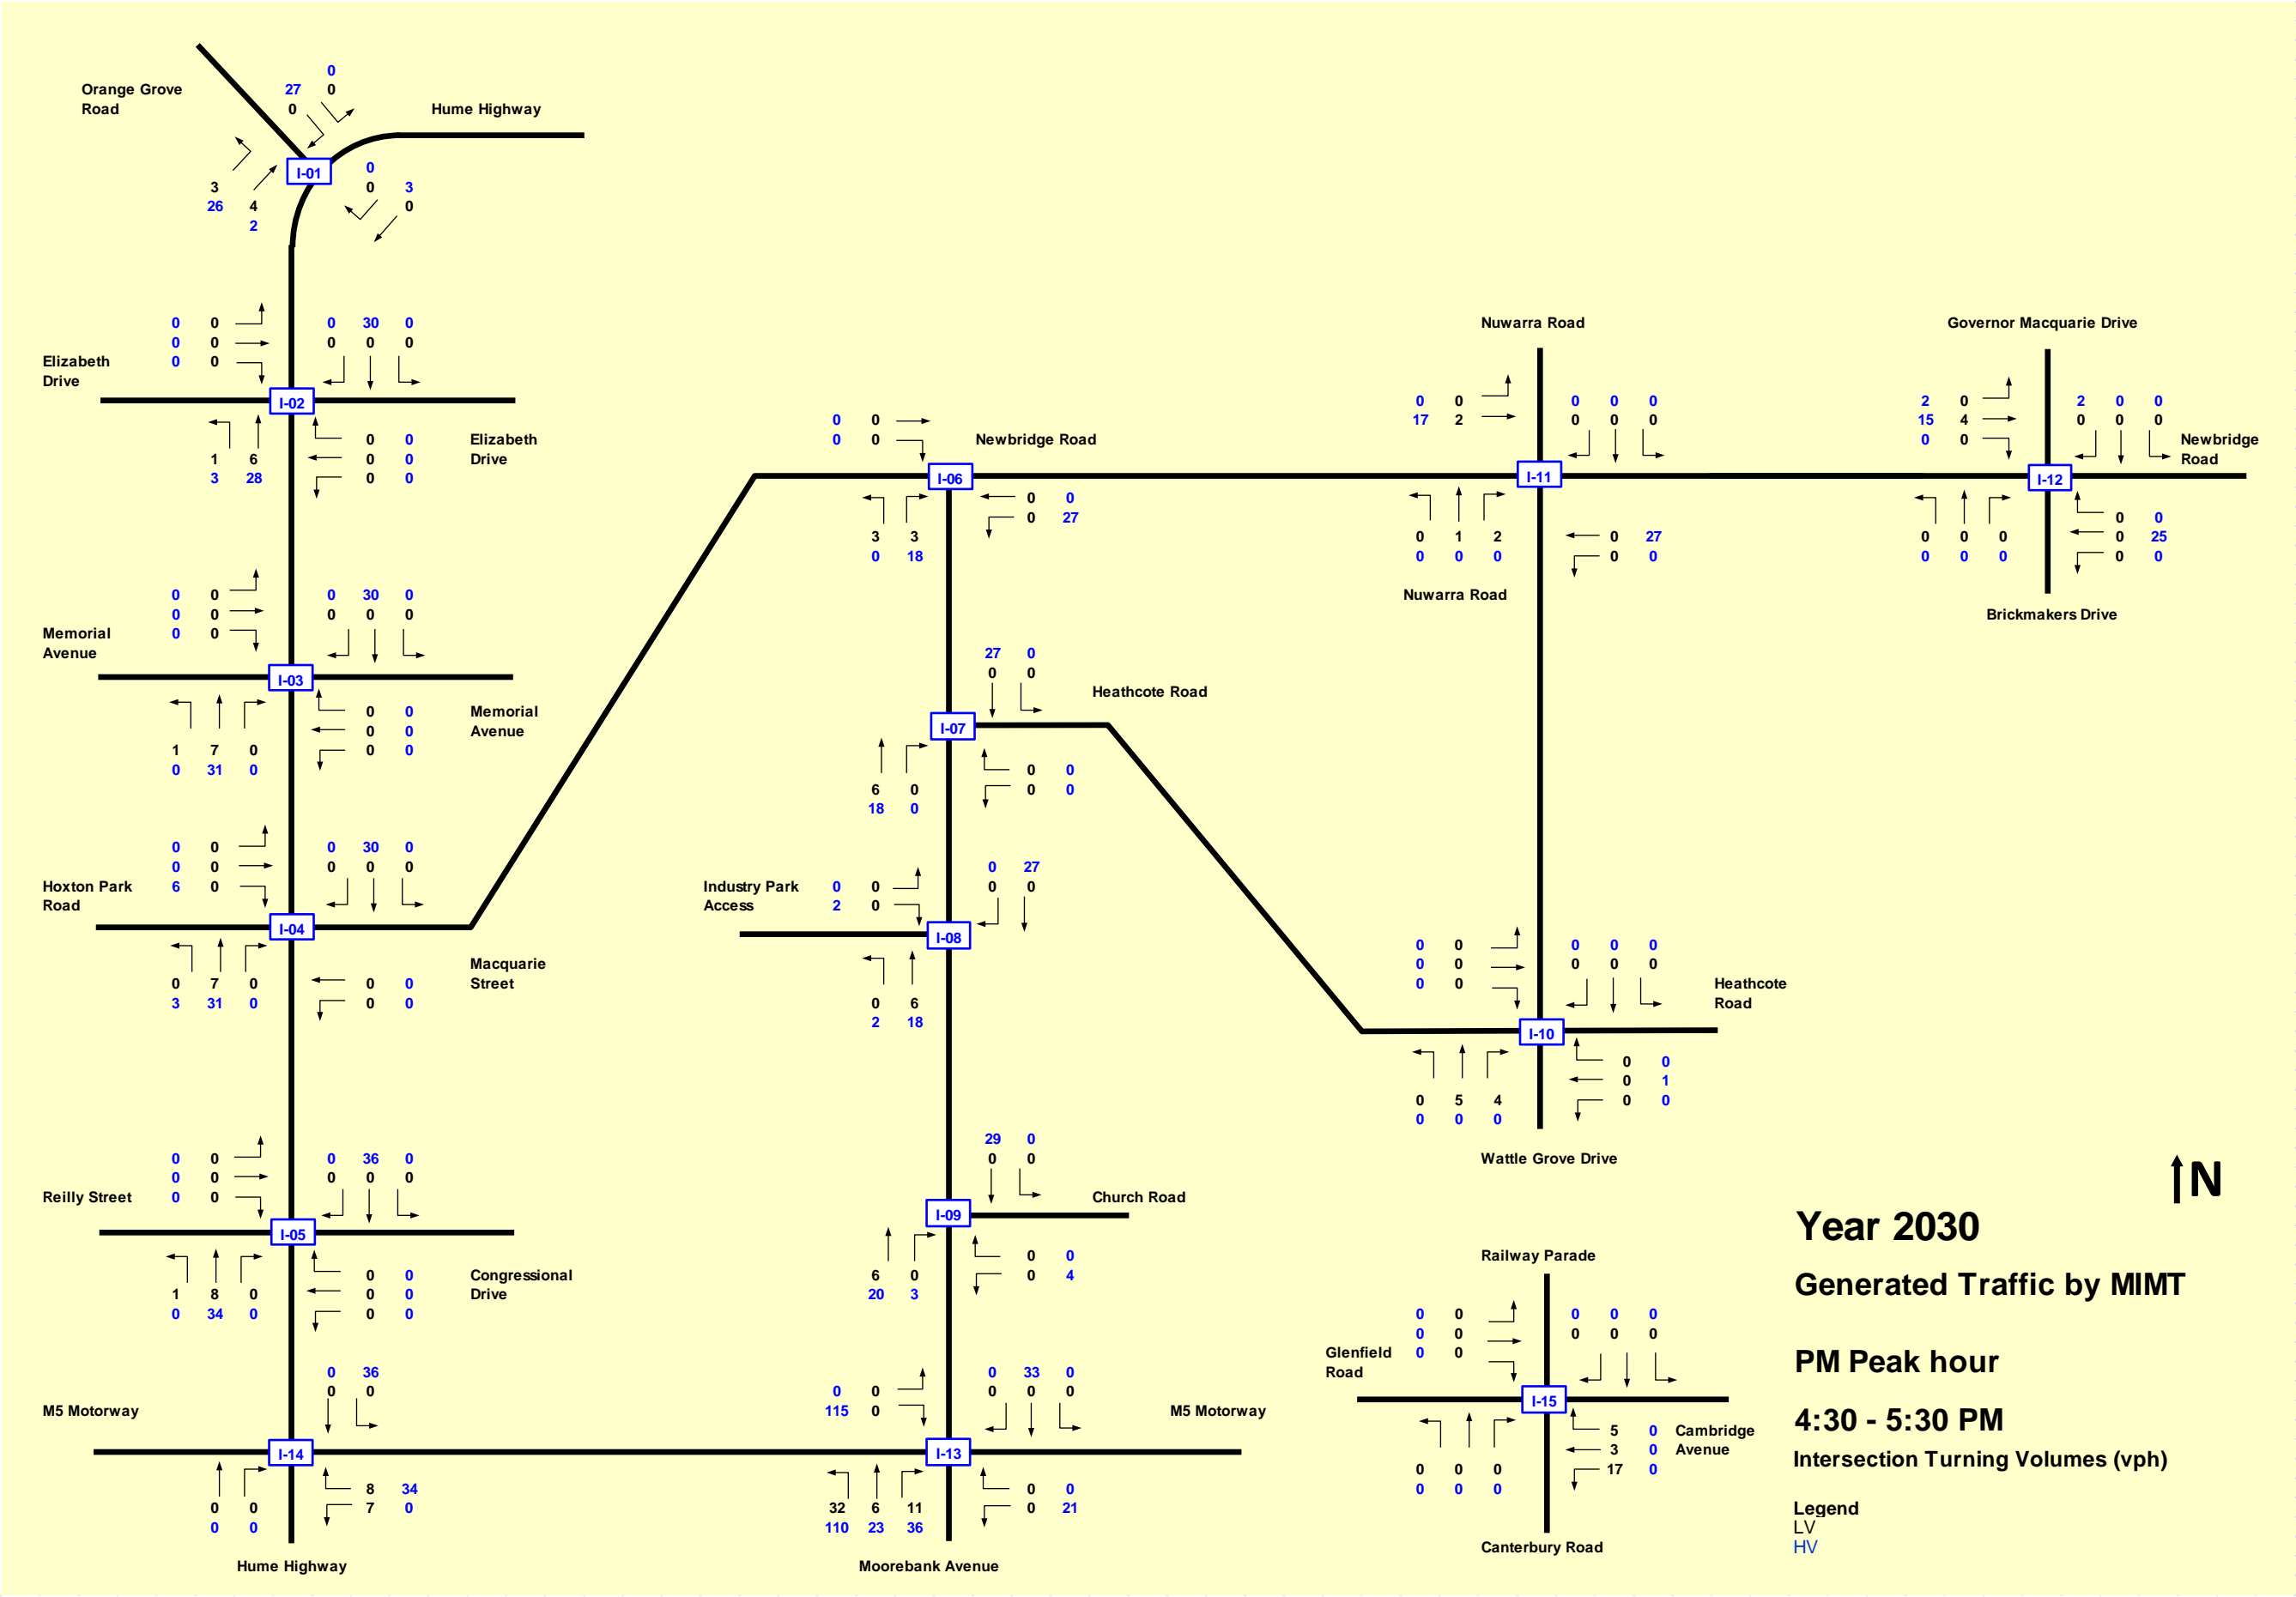 Orange Grove
Road
0
27 0
0
Hume Highway
I-01
3
26 4
2
0
0 3
0
Elizabeth
Drive
0 0
0 0
0 0
0 30 0
0 0 0
I-02
1 6
3 28
0 0
0 0
0 0
Elizabeth
Drive
Memorial
Avenue
0 0
0 0
0 0
0 30 0
0 0 0
I-03
1 7 0
0 31 0
0 0
0 0
0 0
Memorial
Avenue
Hoxton Park
Road
0 0
0 0
6 0
0 30 0
0 0 0
I-04
0 7 0
3 31 0
0 0
0 0
Macquarie
Street
Reilly Street
0 0
0 0
0 0
0 36 0
0 0 0
I-05
1 8 0
0 34 0
0 0
0 0
0 0
Congressional
Drive
M5 Motorway
0 36
0 0
I-14
0 0
0 0
8 34
7 0
Hume Highway
0 0
0 0
Newbridge Road
I-06
3 3
0 18
0 0
0 27
27 0
0 0
Heathcote Road
I-07
6 0
18 0
0 0
0 0
Industry Park
Access
0 0
2 0
0 27
0 0
I-08
0 6
2 18
29 0
0 0
Church Road
I-09
6 0
20 3
0 0
0 4
0 0
115 0
0 33 0
0 0 0
M5 Motorway
I-13
32 6 11
110 23 36
0 0
0 21
Moorebank Avenue
Nuwarra Road
0 0
17 2
0 0 0
0 0 0
I-11
0 1 2
0 0 0
0 27
0 0
Nuwarra Road
Governor Macquarie Drive
2 0
15 4
0 0
2 0 0
0 0 0
Newbridge
Road
I-12
0 0 0
0 0 0
0 0
0 25
0 0
Brickmakers Drive
0 0
0 0
0 0
0 0 0
0 0 0
Heathcote
Road
I-10
0 5 4
0 0 0
0 0
0 1
0 0
Wattle Grove Drive
Railway Parade
Glenfield
Road
0 0
0 0
0 0
0 0 0
0 0 0
I-15
0 0 0
0 0 0
5 0
3 0
17 0
Cambridge
Avenue
Canterbury Road
N
Year 2030
Generated Traffic by MIMT
PM Peak hour
4:30 - 5:30 PM
Intersection Turning Volumes (vph)
Legend
LV
HV